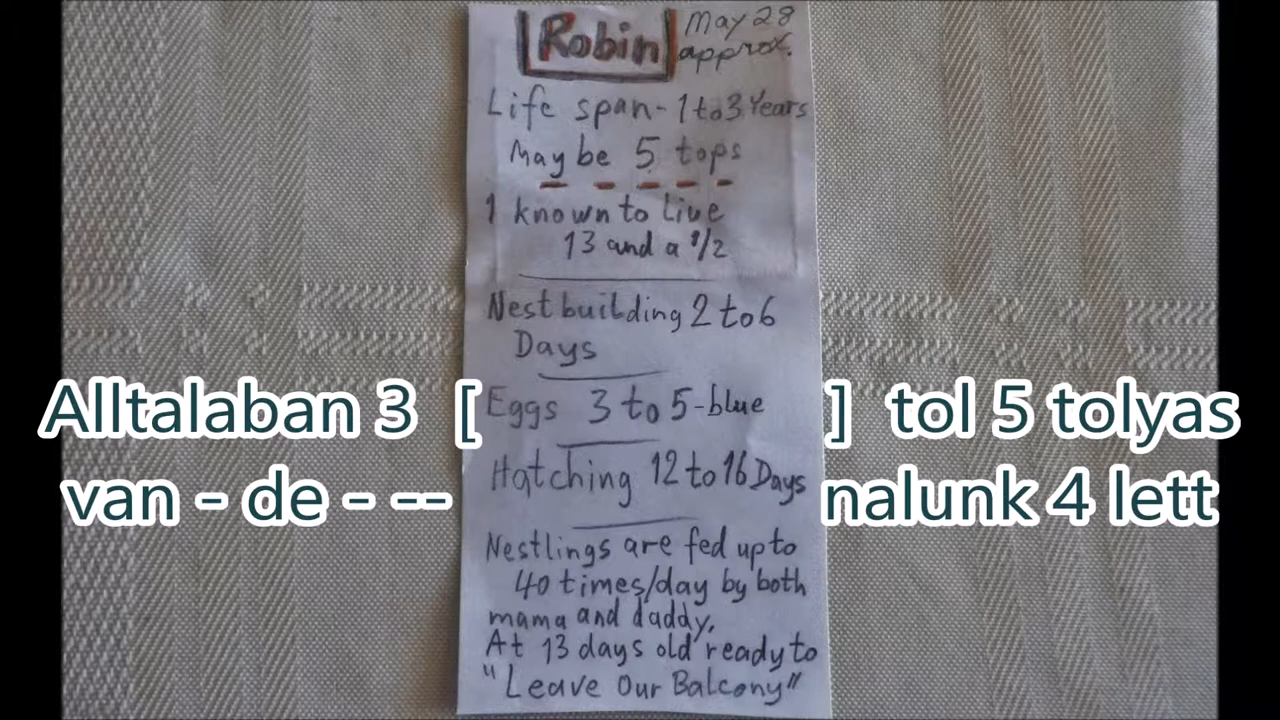 Robin May 28
approx.
Life span - 1 to 3 Years
May be 5 tops
1 known to live
13 and a 1/2
Nest building 2 to 6
Days
Alltalaban 3 [ Eggs 3 to 5 - blue ] tol 5 tolyas
van - de - -- Hatching 12 to 16 Days nalunk 4 lett
Nestlings are fed up to
40 times/day by both
mama and daddy,
At 13 days old ready to
"Leave Our Balcony"